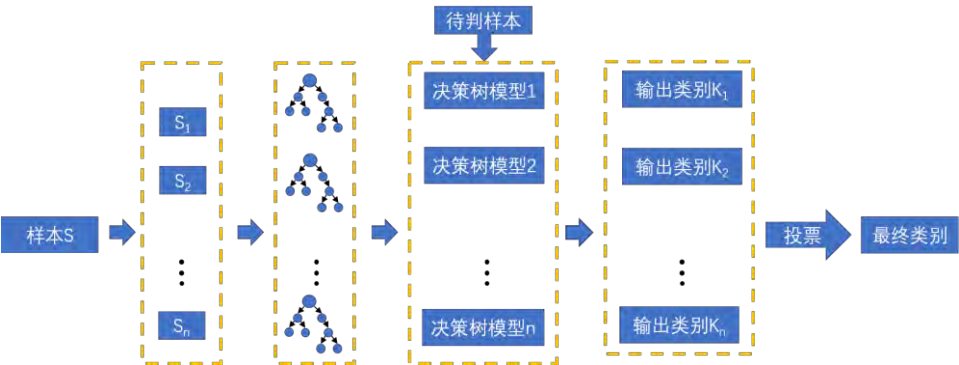 待判样本
样本S
S₁
S₂
⋮
Sₙ
⋮
决策树模型1
决策树模型2
⋮
决策树模型n
输出类别K₁
输出类别K₂
⋮
输出类别Kₙ
投票
最终类别